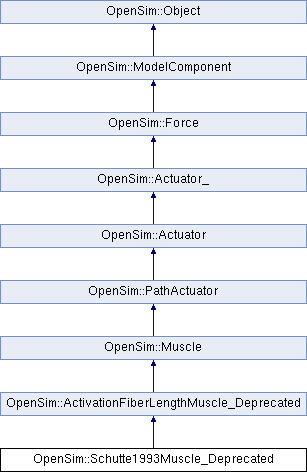 OpenSim::Object
OpenSim::ModelComponent
OpenSim::Force
OpenSim::Actuator_
OpenSim::Actuator
OpenSim::PathActuator
OpenSim::Muscle
OpenSim::ActivationFiberLengthMuscle_Deprecated
OpenSim::Schutte1993Muscle_Deprecated